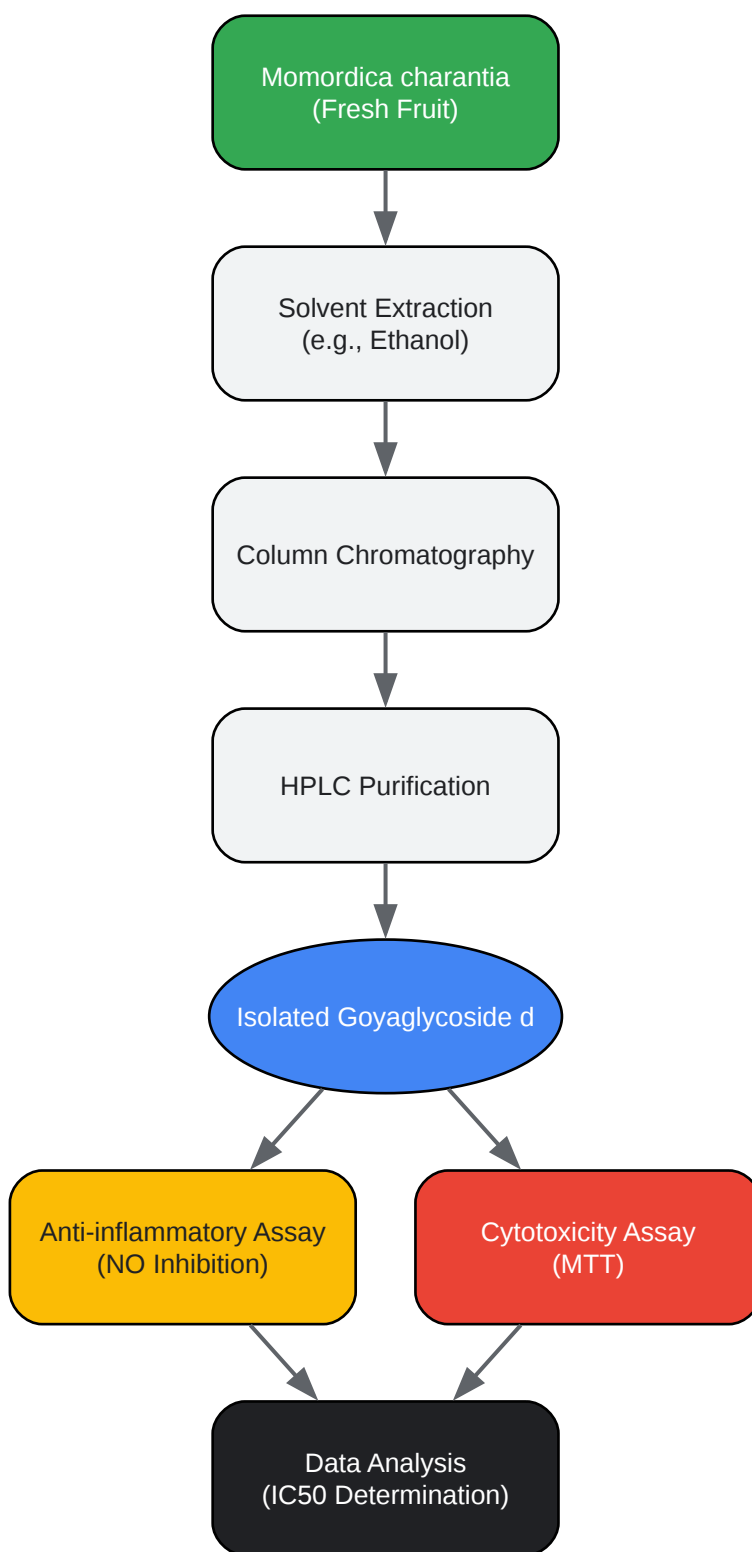 Momordica charantia
(Fresh Fruit)
Solvent Extraction
(e.g., Ethanol)
Column Chromatography
HPLC Purification
Isolated Goyaglycoside d
Anti-inflammatory Assay
(NO Inhibition)
Cytotoxicity Assay
(MTT)
Data Analysis
(IC50 Determination)